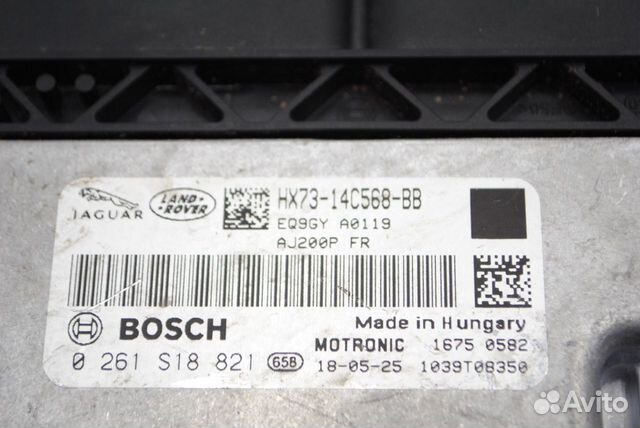 JAGUAR
LAND-
ROVER
HX73-14C568-BB
EQ9GY A0119
AJ200P FR
BOSCH
Made in Hungary
MOTRONIC 1675 0582
0 261 S18 821 65B
18-05-25 1039T08350
Avito